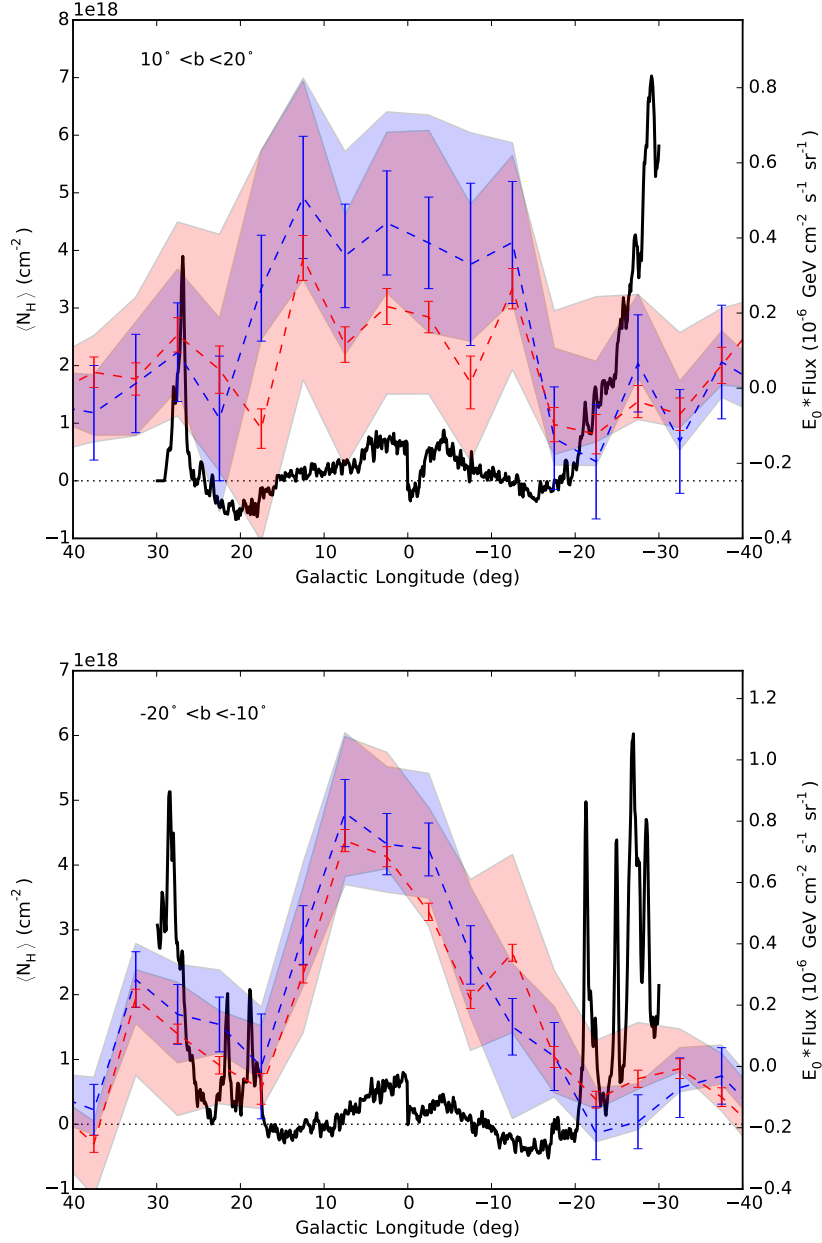 1e18
10° <b<20°
8
7
6
5
4
3
2
1
0
−1
⟨N_H⟩ (cm⁻²)
0.8
0.6
0.4
0.2
0.0
−0.2
−0.4
E₀*Flux (10⁻⁶ GeV cm⁻² s⁻¹ sr⁻¹)
40 30 20 10 0 −10 −20 −30 −40
Galactic Longitude (deg)
1e18
-20° <b<-10°
7
6
5
4
3
2
1
0
−1
⟨N_H⟩ (cm⁻²)
1.2
1.0
0.8
0.6
0.4
0.2
0.0
−0.2
−0.4
E₀*Flux (10⁻⁶ GeV cm⁻² s⁻¹ sr⁻¹)
40 30 20 10 0 −10 −20 −30 −40
Galactic Longitude (deg)